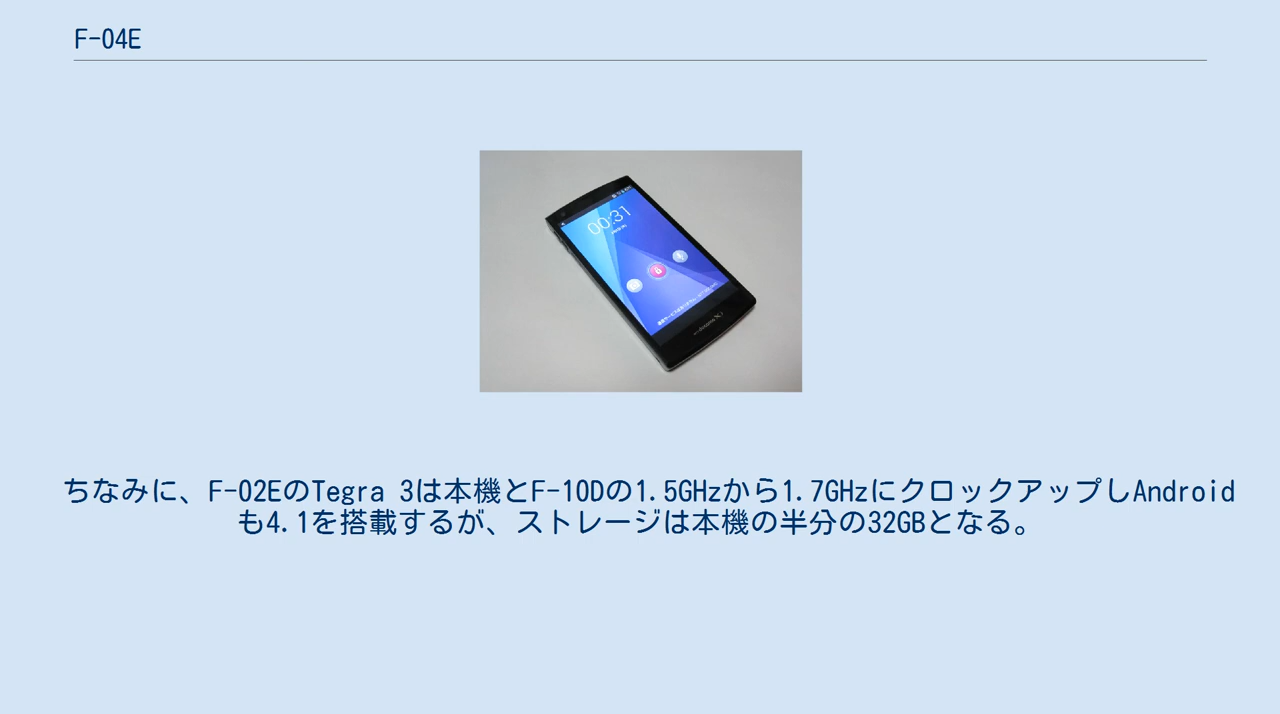 F-04E
00:31
docomo Xi
ちなみに、F-02EのTegra 3は本機とF-10Dの1.5GHzから1.7GHzにクロックアップしAndroid
も4.1を搭載するが、ストレージは本機の半分の32GBとなる。